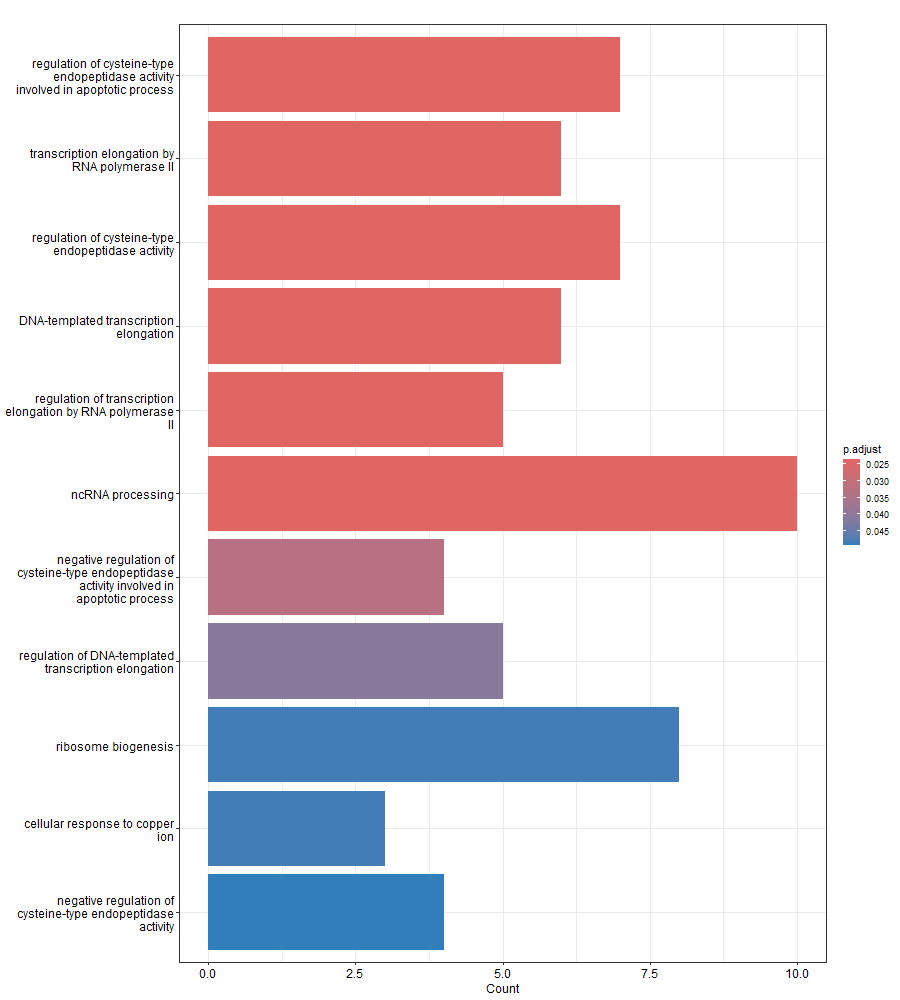 regulation of cysteine-type
endopeptidase activity
involved in apoptotic process
transcription elongation by
RNA polymerase II
regulation of cysteine-type
endopeptidase activity
DNA-templated transcription
elongation
regulation of transcription
elongation by RNA polymerase
II
ncRNA processing
negative regulation of
cysteine-type endopeptidase
activity involved in
apoptotic process
regulation of DNA-templated
transcription elongation
ribosome biogenesis
cellular response to copper
ion
negative regulation of
cysteine-type endopeptidase
activity
0.0
2.5
5.0
7.5
10.0
Count
p.adjust
0.025
0.030
0.035
0.040
0.045